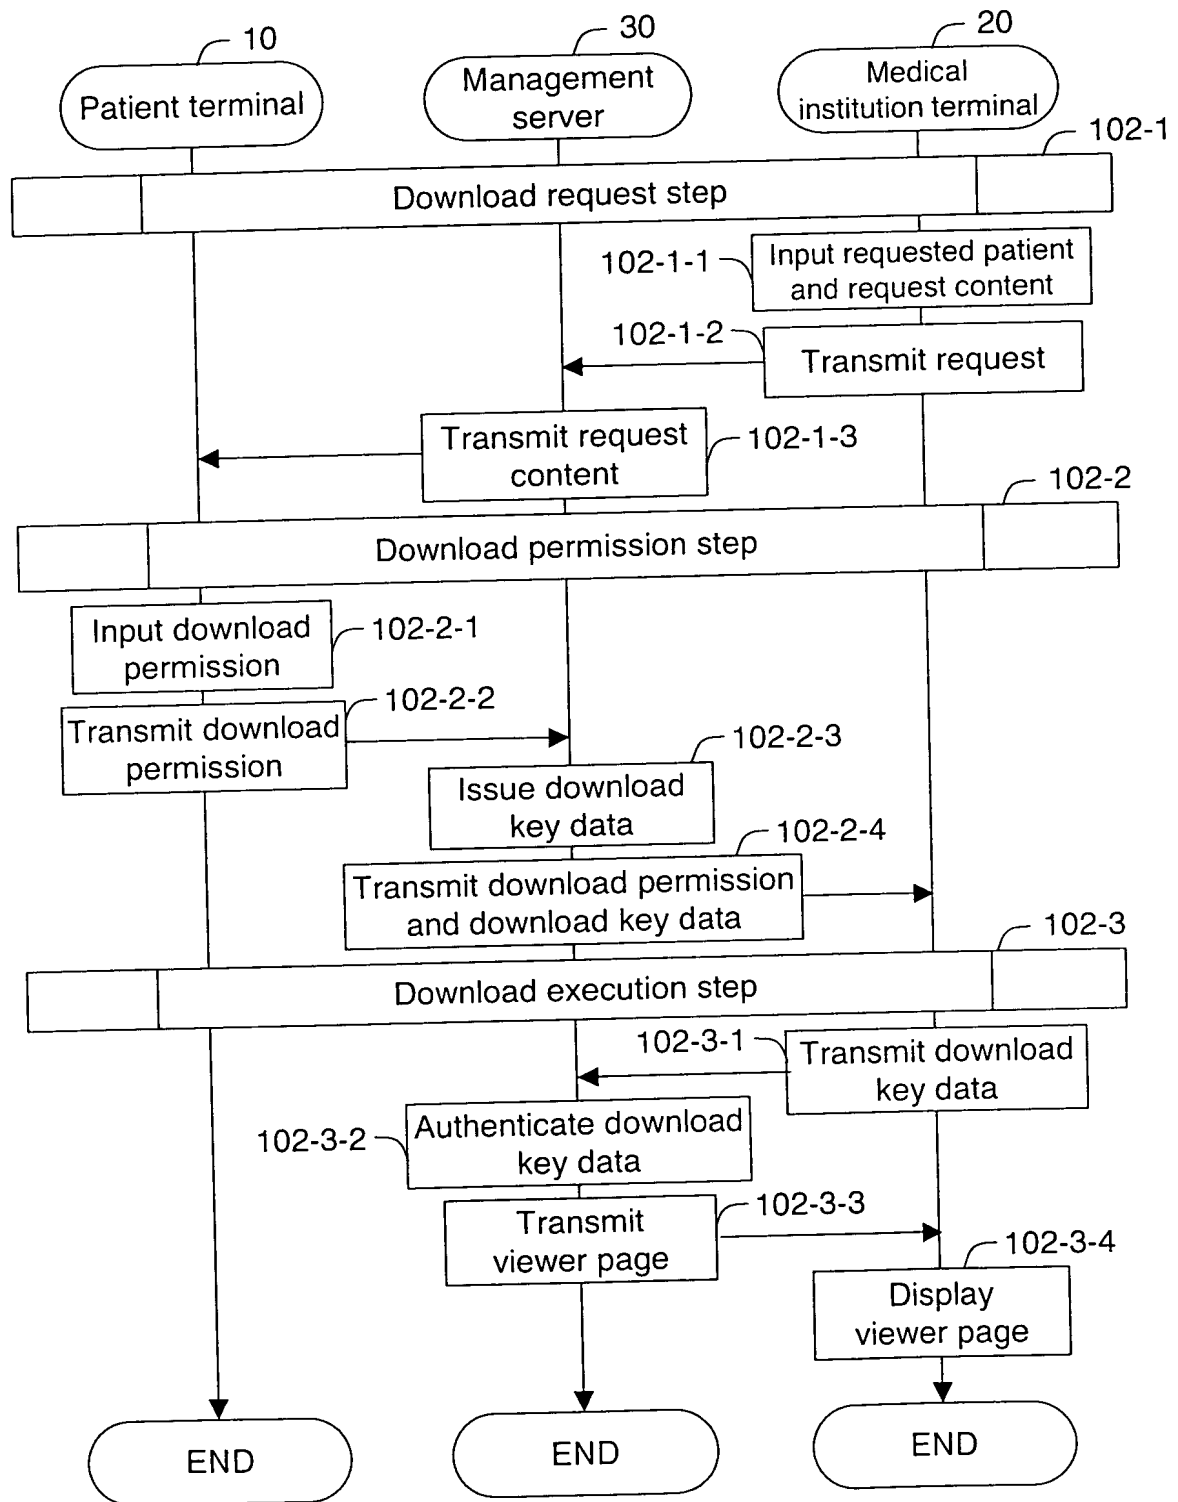 10
30
20
Patient terminal
Management
server
Medical
institution terminal
102-1
Download request step
102-1-1
Input requested patient
and request content
102-1-2
Transmit request
Transmit request
content
102-1-3
102-2
Download permission step
Input download
permission
102-2-1
Transmit download
permission
102-2-2
102-2-3
Issue download
key data
102-2-4
Transmit download permission
and download key data
102-3
Download execution step
102-3-1
Transmit download
key data
102-3-2
Authenticate download
key data
Transmit
viewer page
102-3-3
102-3-4
Display
viewer page
END
END
END